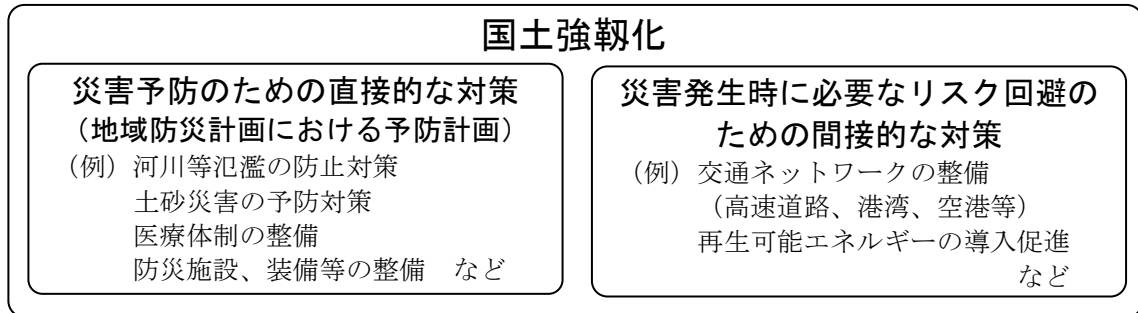 国土強靱化
災害予防のための直接的な対策
（地域防災計画における予防計画）
（例）河川等氾濫の防止対策
土砂災害の予防対策
医療体制の整備
防災施設、装備等の整備　など
災害発生時に必要なリスク回避の
ための間接的な対策
（例）交通ネットワークの整備
（高速道路、港湾、空港等）
再生可能エネルギーの導入促進
など